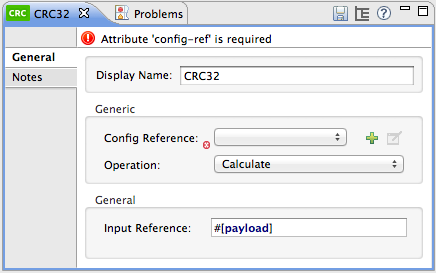 CRC CRC32 Problems
Attribute 'config-ref' is required
General
Notes
Display Name: CRC32
Generic
Config Reference:
Operation: Calculate
General
Input Reference: #[payload]